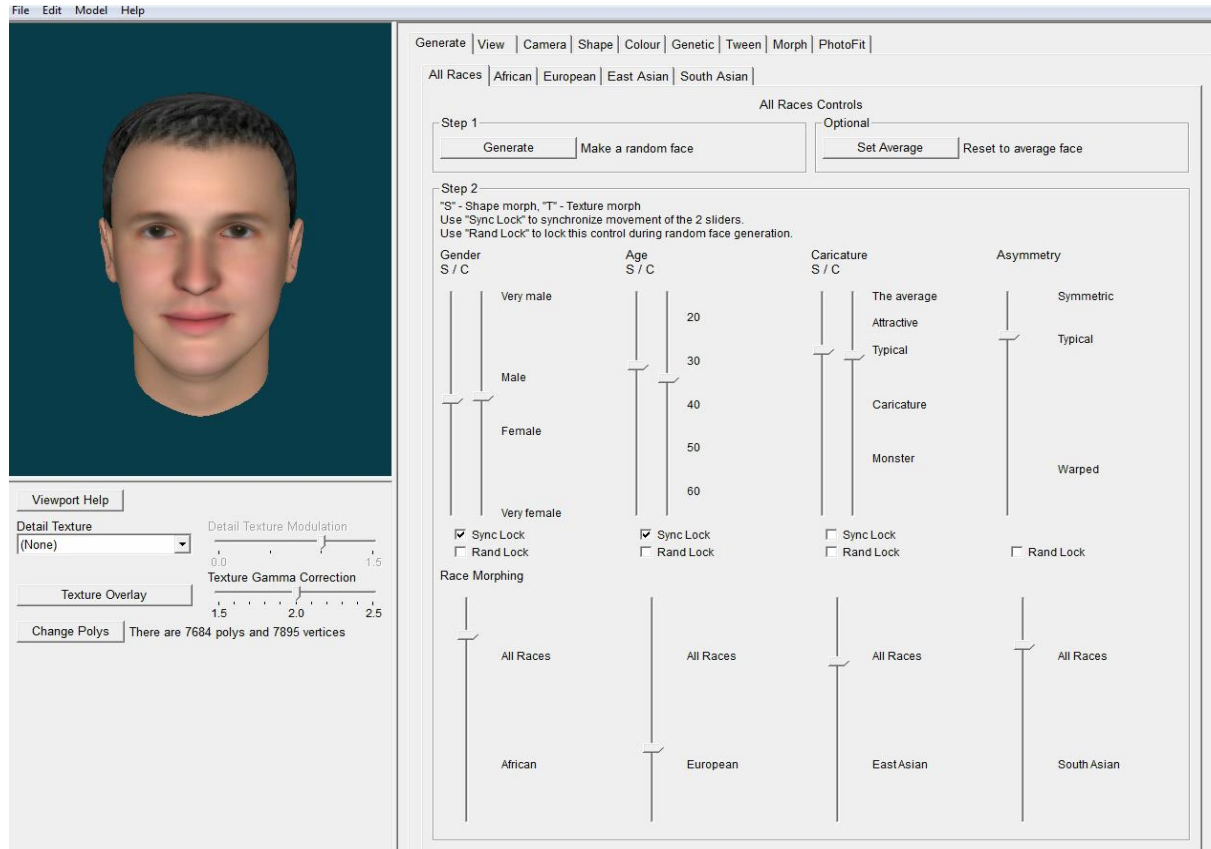 File Edit Model Help
Generate View Camera Shape Colour Genetic Tween Morph PhotoFit
All Races African European East Asian South Asian
All Races Controls
Step 1
Generate Make a random face
Optional
Set Average Reset to average face
Step 2
"S" - Shape morph, "T" - Texture morph
Use "Sync Lock" to synchronize movement of the 2 sliders.
Use "Rand Lock" to lock this control during random face generation.
Gender Age Caricature Asymmetry
S / C S / C S / C
Very male The average Symmetric
20 Attractive
Typical
30 Typical
Male
40 Caricature
Female
50 Monster
Warped
60
Very female
Sync Lock Sync Lock Sync Lock
Rand Lock Rand Lock Rand Lock Rand Lock
Race Morphing
All Races All Races All Races All Races
African European East Asian South Asian
Viewport Help
Detail Texture Detail Texture Modulation
(None)
0.0 1.5
Texture Gamma Correction
Texture Overlay
1.5 2.0 2.5
Change Polys There are 7684 polys and 7895 vertices